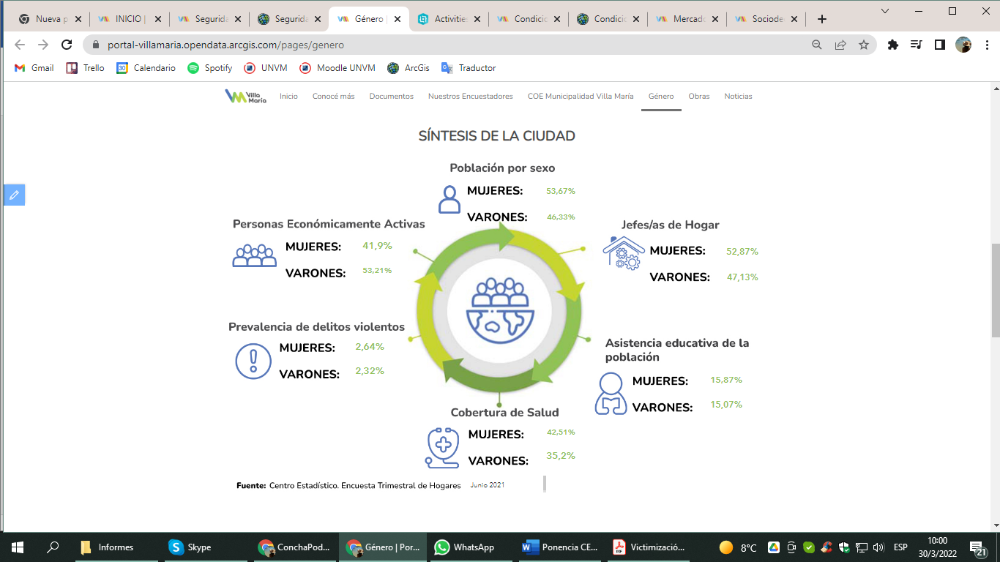 Nueva p
INICIO |
Segurida
Segurida
Género |
Activitie
Condicio
Condicio
Mercado
Sociode
portal-villamaria.opendata.arcgis.com/pages/genero
Gmail
Trello
Calendario
Spotify
UNVM
Moodle UNVM
ArcGis
Traductor
Villa
María
Inicio
Conocé más
Documentos
Nuestros Encuestadores
COE Municipalidad Villa María
Género
Obras
Noticias
SÍNTESIS DE LA CIUDAD
Población por sexo
MUJERES: 53,67%
VARONES: 46,33%
Personas Económicamente Activas
MUJERES: 41,9%
VARONES: 53,21%
Jefes/as de Hogar
MUJERES: 52,87%
VARONES: 47,13%
Prevalencia de delitos violentos
MUJERES: 2,64%
VARONES: 2,32%
Asistencia educativa de la
población
MUJERES: 15,87%
VARONES: 15,07%
Cobertura de Salud
MUJERES: 42,51%
VARONES: 35,2%
Fuente: Centro Estadístico. Encuesta Trimestral de Hogares Junio 2021
Informes
Skype
ConchaPod...
Género | Por...
WhatsApp
Ponencia CE...
Victimizació...
8°C
ESP
10:00
30/3/2022
21